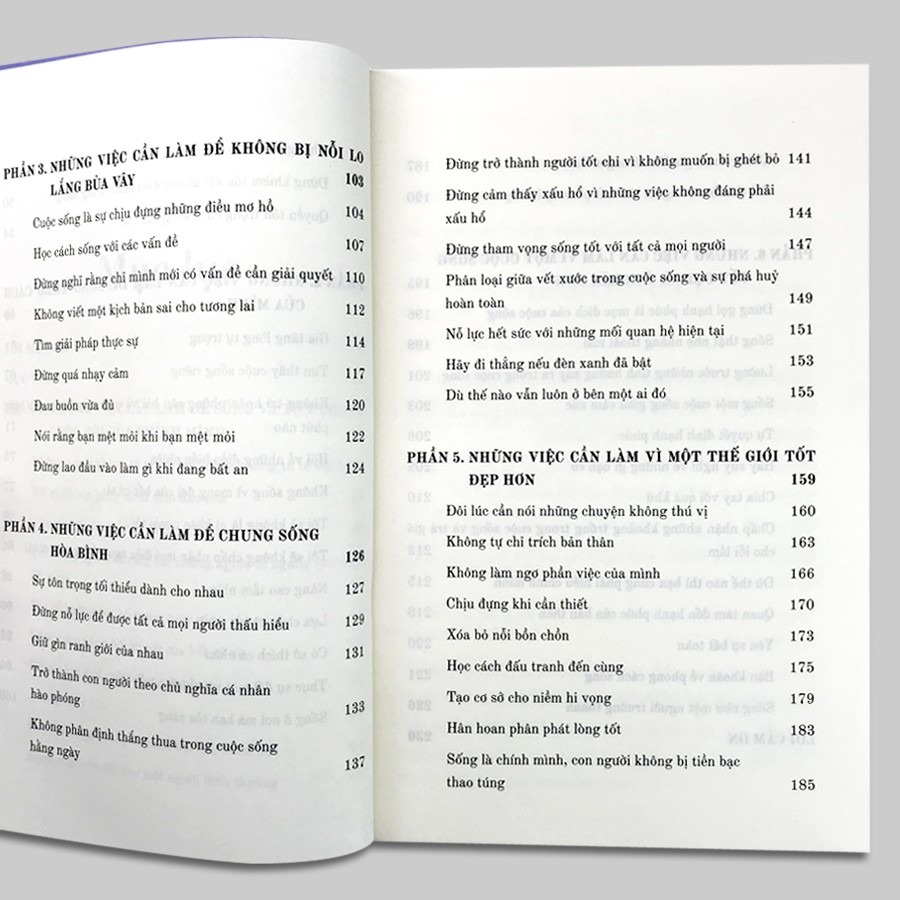 PHẦN 3. NHỮNG VIỆC CẦN LÀM ĐỂ KHÔNG BỊ NỖI LO
LẮNG BỦA VÂY 103
Cuộc sống là sự chịu đựng những điều mơ hồ 104
Học cách sống với các vấn đề 107
Đừng nghĩ rằng chỉ mình mới có vấn đề cần giải quyết 110
Không viết một kịch bản sai cho tương lai 112
Tìm giải pháp thực sự 114
Đừng quá nhạy cảm 117
Đau buồn vừa đủ 120
Nói rằng bạn mệt mỏi khi bạn mệt mỏi 122
Đừng lao đầu vào làm gì khi đang bất an 124
PHẦN 4. NHỮNG VIỆC CẦN LÀM ĐỂ CHUNG SỐNG
HÒA BÌNH 126
Sự tôn trọng tối thiểu dành cho nhau 127
Đừng nỗ lực để được tất cả mọi người thấu hiểu 129
Giữ gìn ranh giới của nhau 131
Trở thành con người theo chủ nghĩa cá nhân
hào phóng 133
Không phân định thắng thua trong cuộc sống
hằng ngày 137
Đừng trở thành người tốt chỉ vì không muốn bị ghét bỏ 141
Đừng cảm thấy xấu hổ vì những việc không đáng phải
xấu hổ 144
Đừng tham vọng sống tốt với tất cả mọi người 147
Phân loại giữa vết xước trong cuộc sống và sự phá huỷ
hoàn toàn 149
Nỗ lực hết sức với những mối quan hệ hiện tại 151
Hãy đi thẳng nếu đèn xanh đã bật 153
Dù thế nào vẫn luôn ở bên một ai đó 155
PHẦN 5. NHỮNG VIỆC CẦN LÀM VÌ MỘT THẾ GIỚI TỐT
ĐẸP HƠN 159
Đôi lúc cần nói những chuyện không thú vị 160
Không tự chỉ trích bản thân 163
Không làm ngơ phần việc của mình 166
Chịu đựng khi cần thiết 170
Xóa bỏ nỗi bồn chồn 173
Học cách đấu tranh đến cùng 175
Tạo cơ sở cho niềm hi vọng 179
Hân hoan phân phát lòng tốt 183
Sống là chính mình, con người không bị tiền bạc
thao túng 185